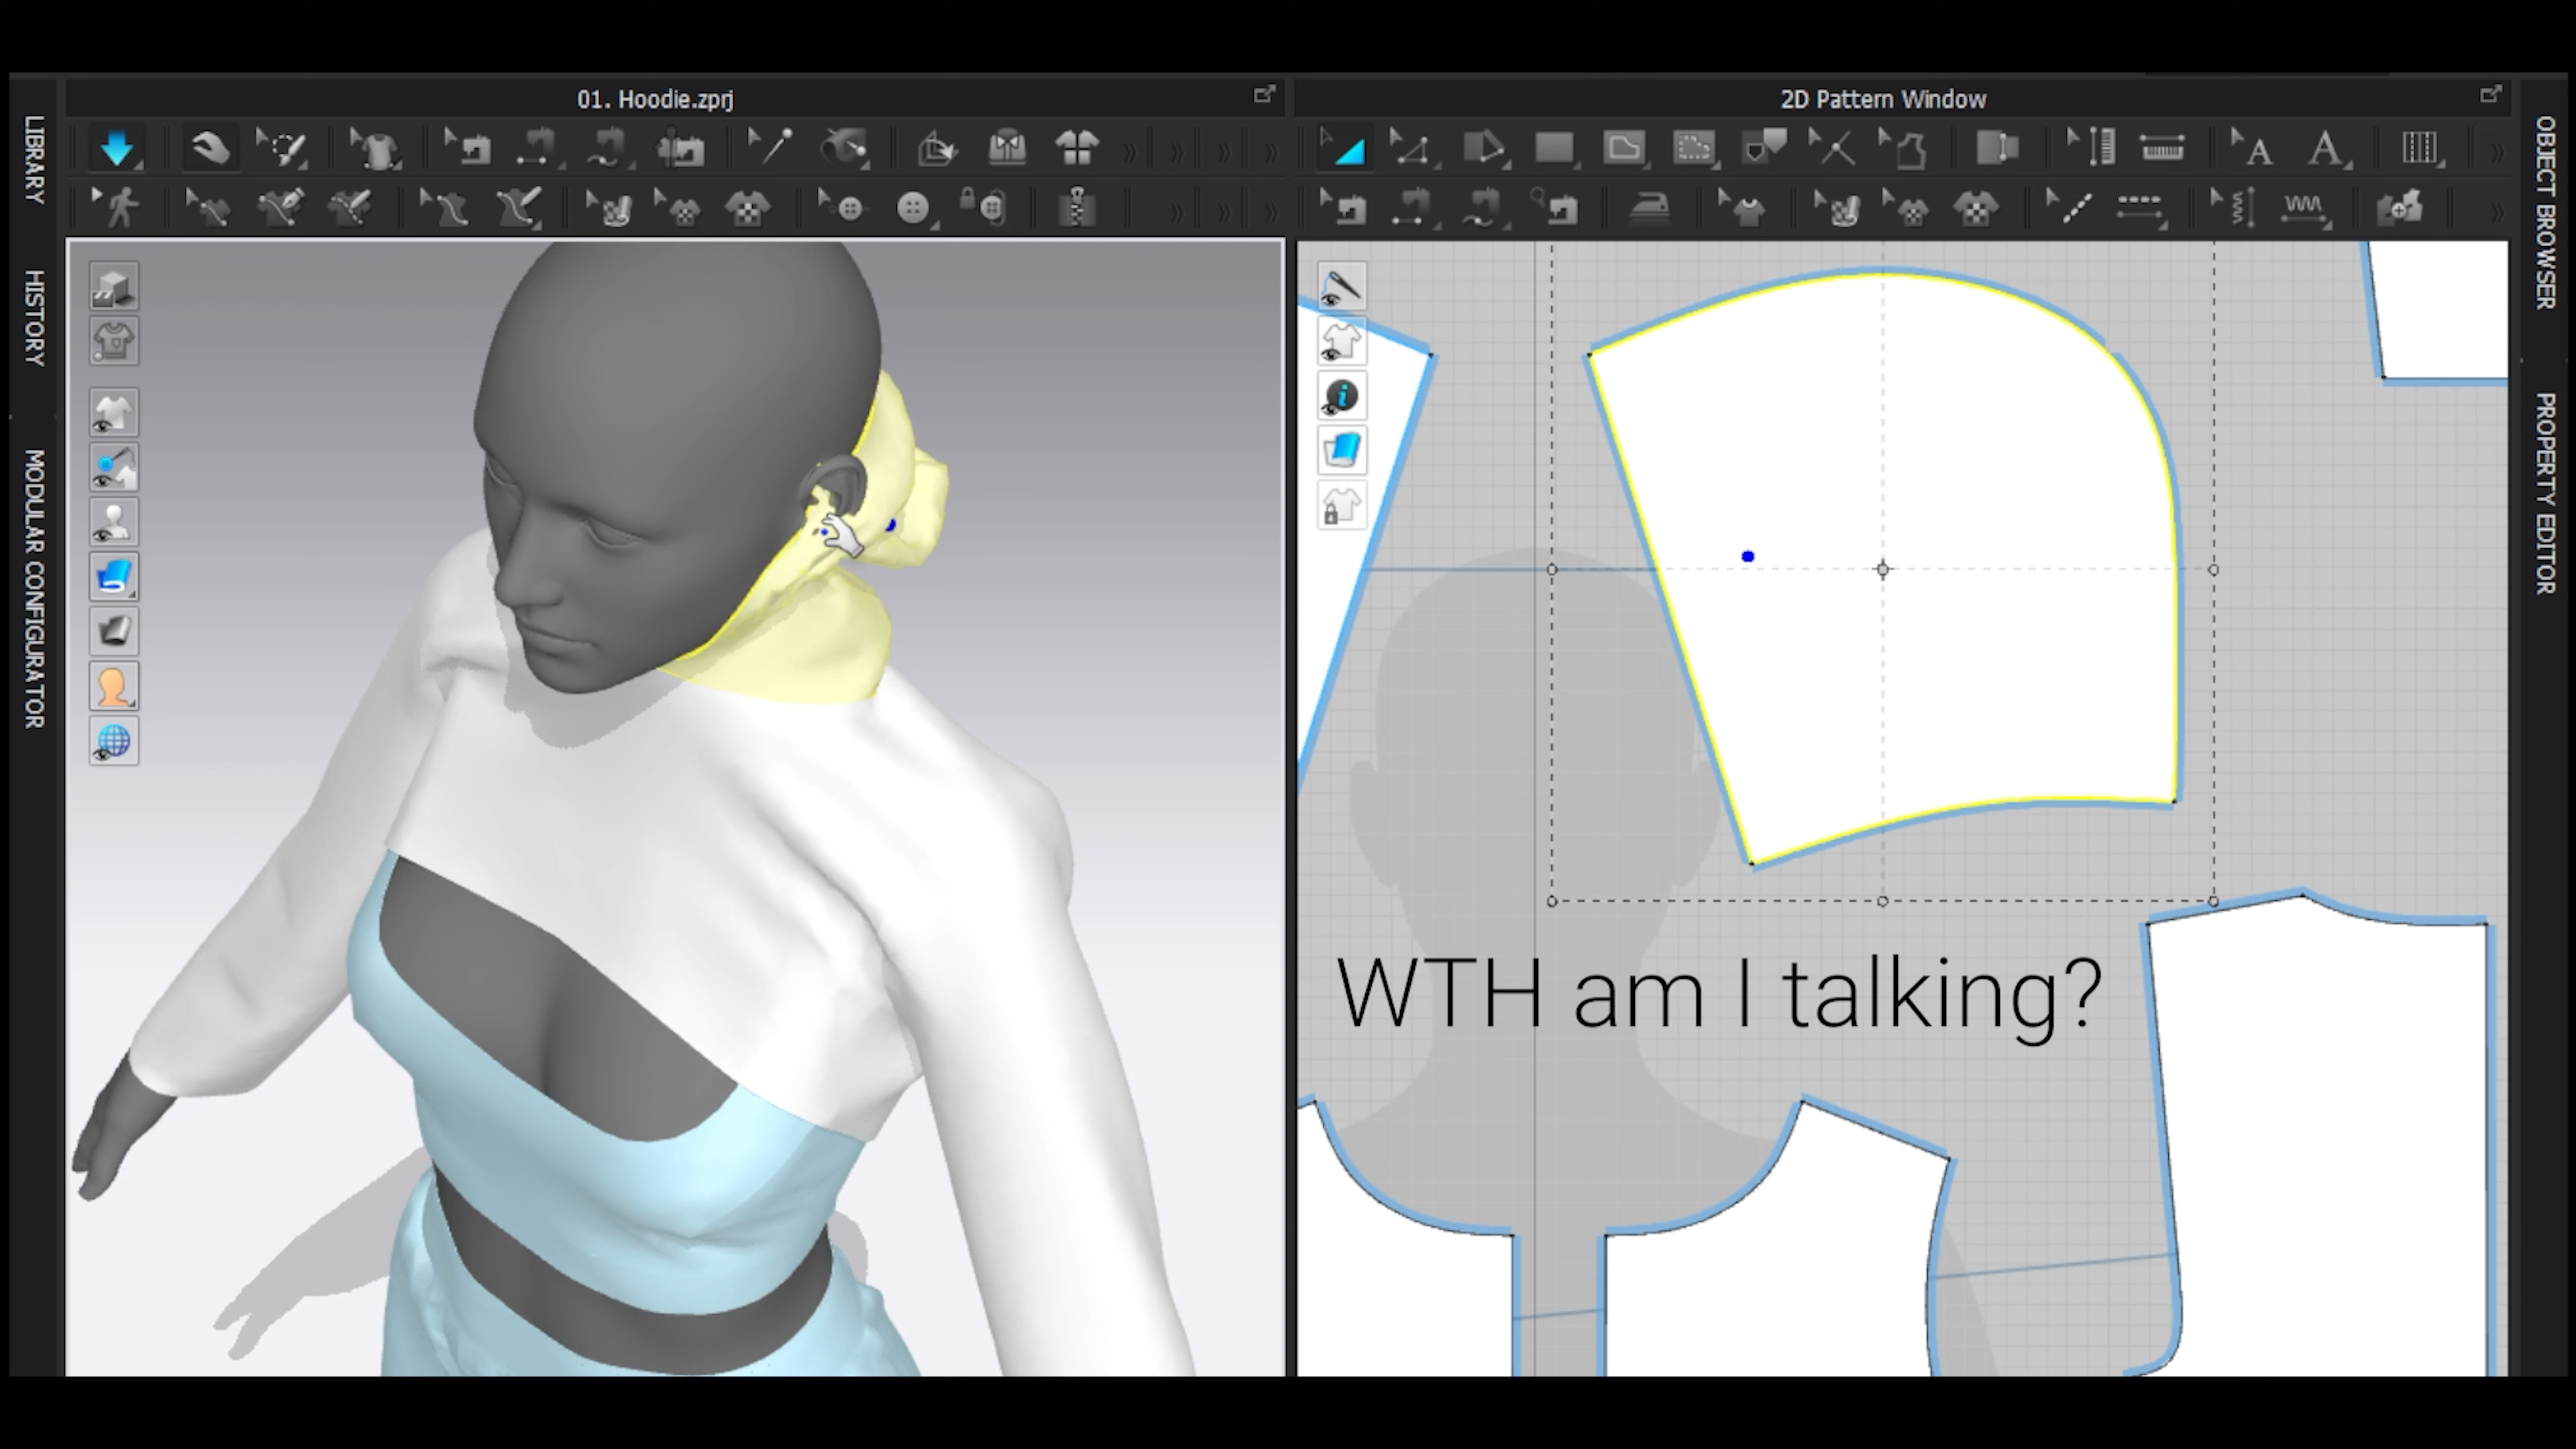 01. Hoodie.zprj
2D Pattern Window
LIBRARY
HISTORY
MODULAR CONFIGURATOR
OBJECT BROWSER
PROPERTY EDITOR
A
A
WTH am I talking?